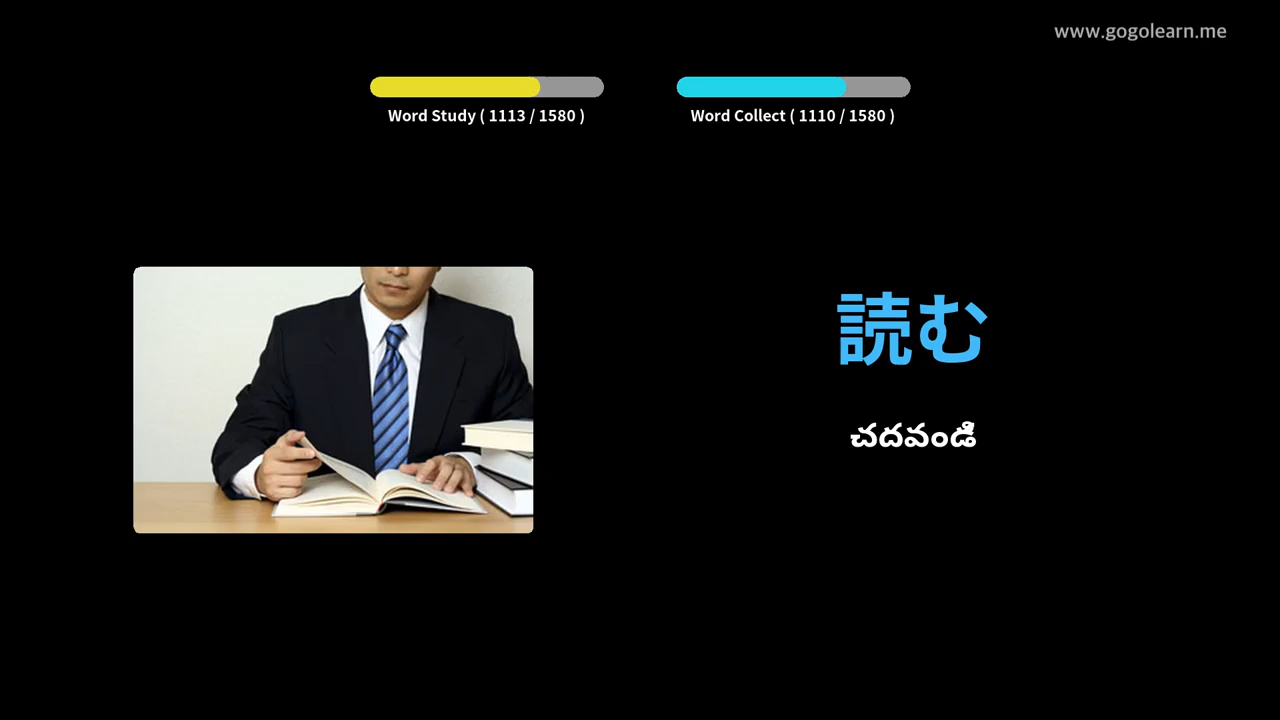 www.gogolearn.me
Word Study ( 1113 / 1580 )
Word Collect ( 1110 / 1580 )
読む
చదవండి